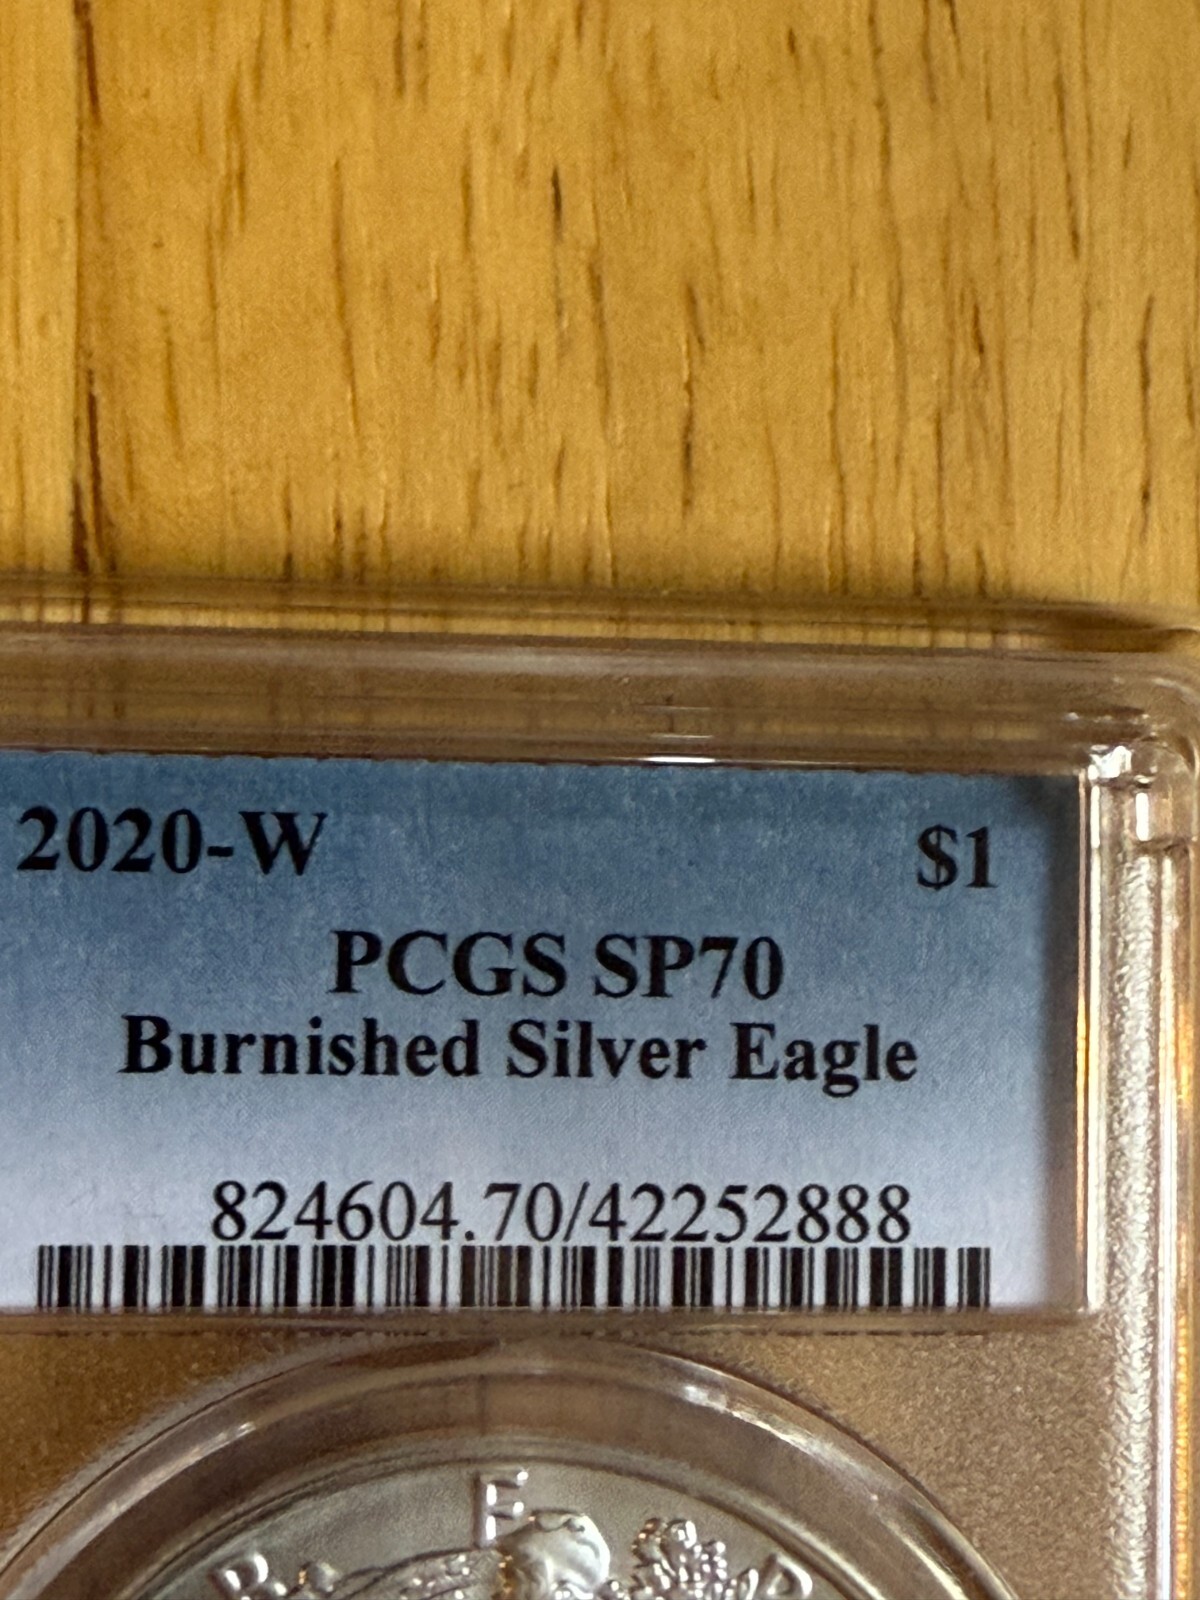 2020-W $1
PCGS SP70
Burnished Silver Eagle
824604.70/42252888